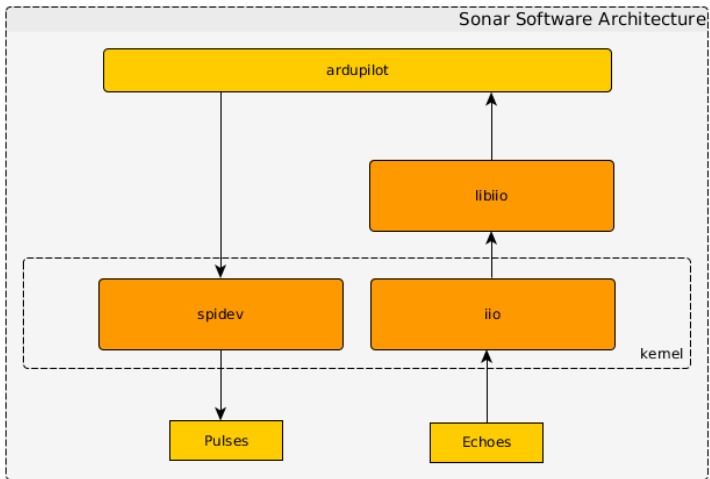 Sonar Software Architecture
ardupilot
libiio
spidev
iio
kernel
Pulses
Echoes